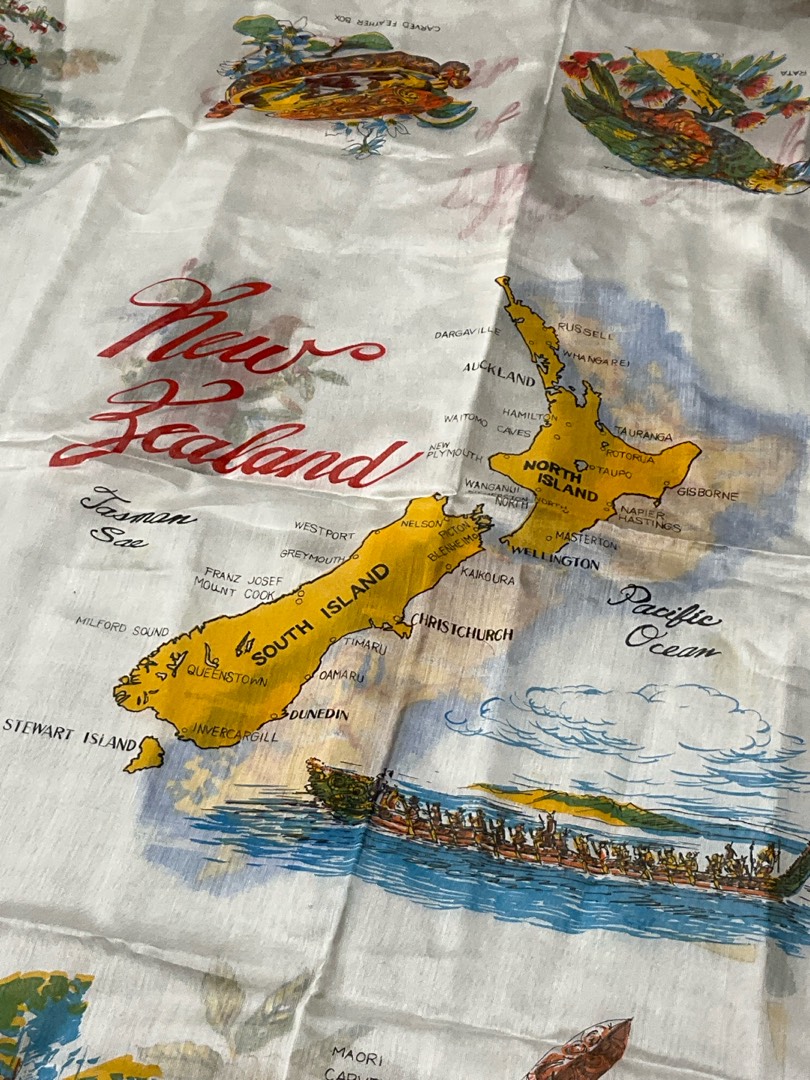 CARVED FEATHER BOX
RATA
New
Zealand
DARGAVILLE
RUSSELL
WHANGAREI
AUCKLAND
HAMILTON
WAITOMO
CAVES
TAURANGA
ROTORUA
NEW
PLYMOUTH
TAUPO
NORTH
ISLAND
GISBORNE
WANGANUI
NORTH
NAPIER
HASTINGS
MASTERTON
WELLINGTON
Tasman
Sae
NELSON
PICTON
BLENHEIM
WESTPORT
GREYMOUTH
KAIKOURA
FRANZ JOSEF
MOUNT COOK
SOUTH ISLAND
Pacific
Ocean
CHRISTCHURCH
MILFORD SOUND
TIMARU
QUEENSTOWN
OAMARU
DUNEDIN
STEWART ISLAND
INVERCARGILL
MAORI